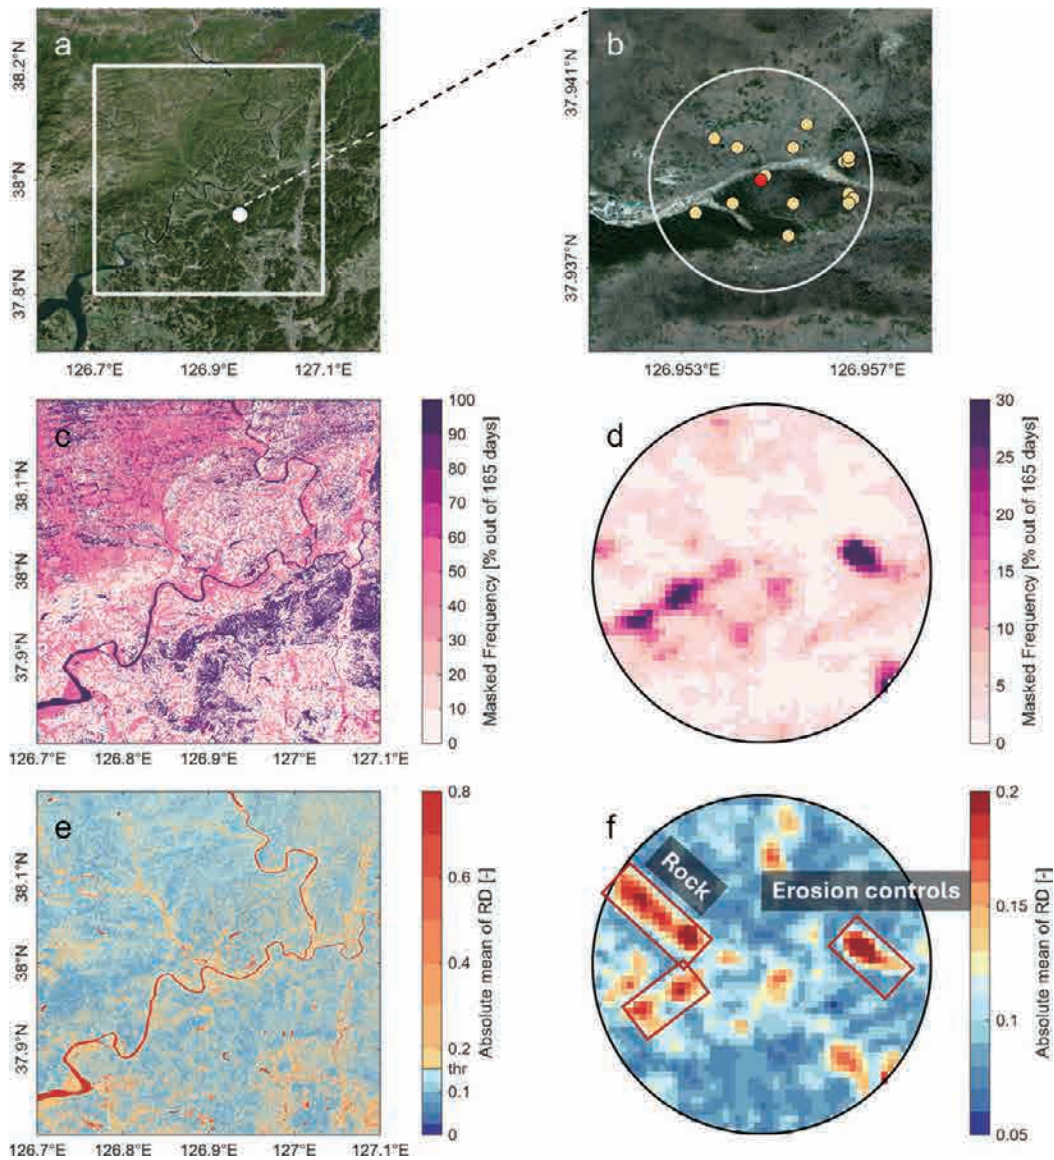 a
38.2°N
38°N
37.8°N
126.7°E 126.9°E 127.1°E
b
37.941°N
37.937°N
126.953°E 126.957°E
c
38.1°N
38°N
37.9°N
126.7°E 126.8°E 126.9°E 127°E 127.1°E
100
90
80
70
60
50
40
30
20
10
0
Masked Frequency [% out of 165 days]
d
30
25
20
15
10
5
0
Masked Frequency [% out of 165 days]
e
38.1°N
38°N
37.9°N
126.7°E 126.8°E 126.9°E 127°E 127.1°E
0.8
0.6
0.4
0.2
thr
0.1
0
Absolute mean of RD [-]
f
Rock
Erosion controls
0.2
0.15
0.1
0.05
Absolute mean of RD [-]